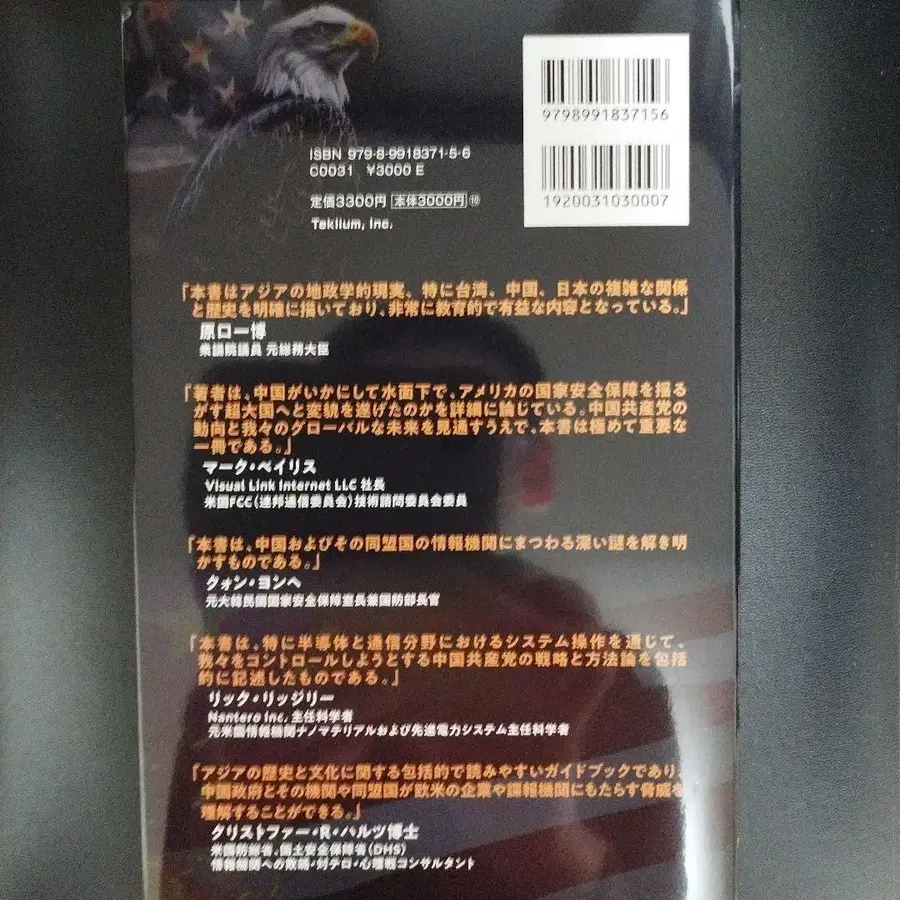 9798991837156
ISBN 979-8-9918371-5-6
C0031 ¥3000 E
1920031030007
定価3300円 本体3000円 ⑩
Tekiium, Inc.
「本書はアジアの地政学的現実、特に台湾、中国、日本の複雑な関係
と歴史を明確に描いており、非常に教育的で有益な内容となっている。」
原口一博
衆議院議員 元総務大臣
「著者は、中国がいかにして水面下で、アメリカの国家安全保障を揺る
がす超大国へと変貌を遂げたのかを詳細に論じている。中国共産党の
動向と我々のグローバルな未来を見通すうえで、本書は極めて重要な
一冊である。」
マーク・ベイリス
Visual Link Internet LLC 社長
米国FCC(連邦通信委員会)技術諮問委員会委員
「本書は、中国およびその同盟国の情報機関にまつわる深い謎を解き明
かすものである。」
クォン・ヨンへ
元大韓民国国家安全保障室長兼国防部長官
「本書は、特に半導体と通信分野におけるシステム操作を通じて、
我々をコントロールしようとする中国共産党の戦略と方法論を包括
的に記述したものである。」
リック・リッジリー
Nantero Inc. 主任科学者
元米国情報機関ナノマテリアルおよび先進電力システム主任科学者
「アジアの歴史と文化に関する包括的で読みやすいガイドブックであり、
中国政府とその機関や同盟国が欧米の企業や諜報機関にもたらす脅威を
理解することができる。」
クリストファー・R・ハルツ博士
米国防総省、国土安全保障省(DHS)
情報機関への欺瞞・対テロ・心理戦コンサルタント